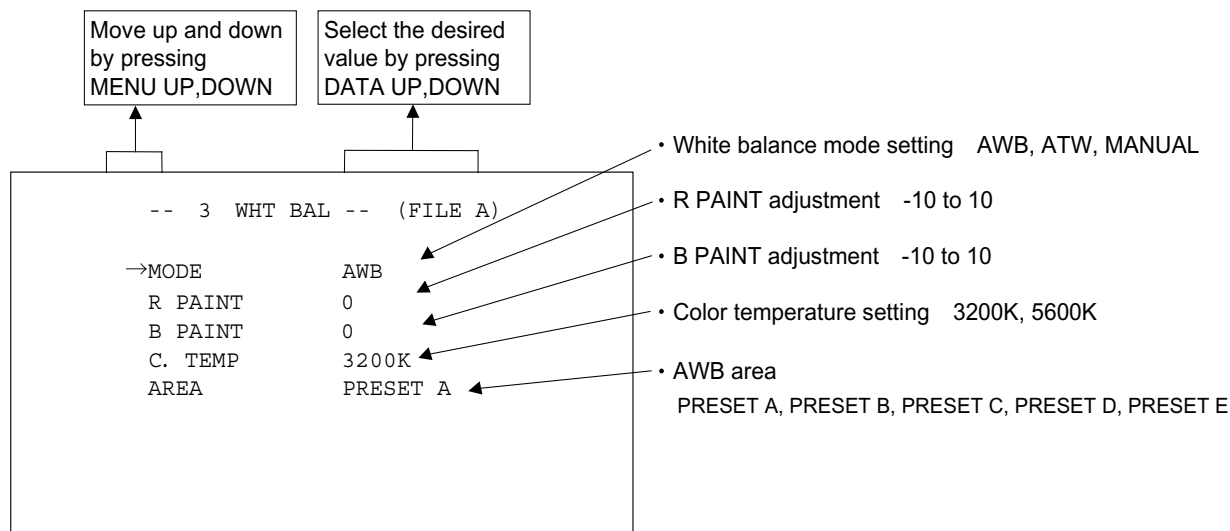 Move up and down
by pressing
MENU UP,DOWN
Select the desired
value by pressing
DATA UP,DOWN
-- 3 WHT BAL -- (FILE A)
→MODE AWB
R PAINT 0
B PAINT 0
C. TEMP 3200K
AREA PRESET A
・White balance mode setting AWB, ATW, MANUAL
・R PAINT adjustment -10 to 10
・B PAINT adjustment -10 to 10
・Color temperature setting 3200K, 5600K
・AWB area
PRESET A, PRESET B, PRESET C, PRESET D, PRESET E